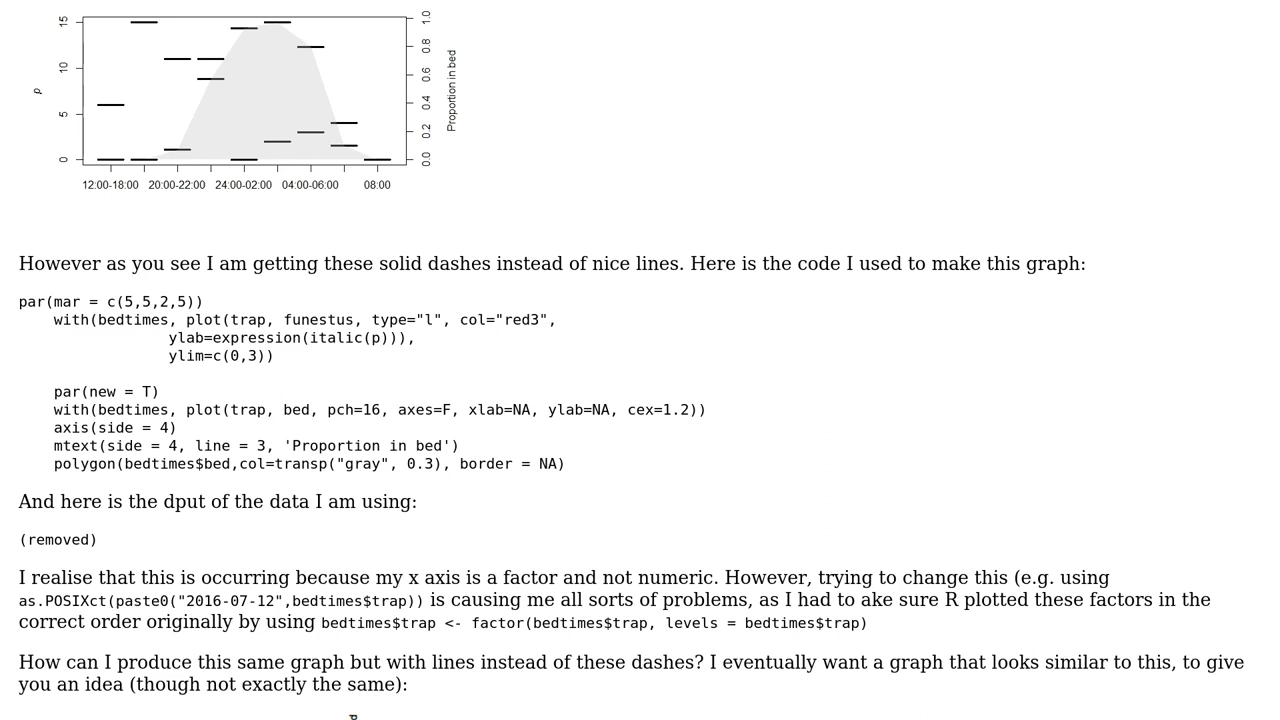 15
10
5
0
p
1.0
0.8
0.6
0.4
0.2
0.0
Proportion in bed
12:00-18:00 20:00-22:00 24:00-02:00 04:00-06:00 08:00
However as you see I am getting these solid dashes instead of nice lines. Here is the code I used to make this graph:
par(mar = c(5,5,2,5))
    with(bedtimes, plot(trap, funestus, type="l", col="red3",
                 ylab=expression(italic(p))),
                 ylim=c(0,3))
    par(new = T)
    with(bedtimes, plot(trap, bed, pch=16, axes=F, xlab=NA, ylab=NA, cex=1.2))
    axis(side = 4)
    mtext(side = 4, line = 3, 'Proportion in bed')
    polygon(bedtimes$bed,col=transp("gray", 0.3), border = NA)
And here is the dput of the data I am using:
(removed)
I realise that this is occurring because my x axis is a factor and not numeric. However, trying to change this (e.g. using
as.POSIXct(paste0("2016-07-12",bedtimes$trap)) is causing me all sorts of problems, as I had to ake sure R plotted these factors in the
correct order originally by using bedtimes$trap <- factor(bedtimes$trap, levels = bedtimes$trap)
How can I produce this same graph but with lines instead of these dashes? I eventually want a graph that looks similar to this, to give
you an idea (though not exactly the same):